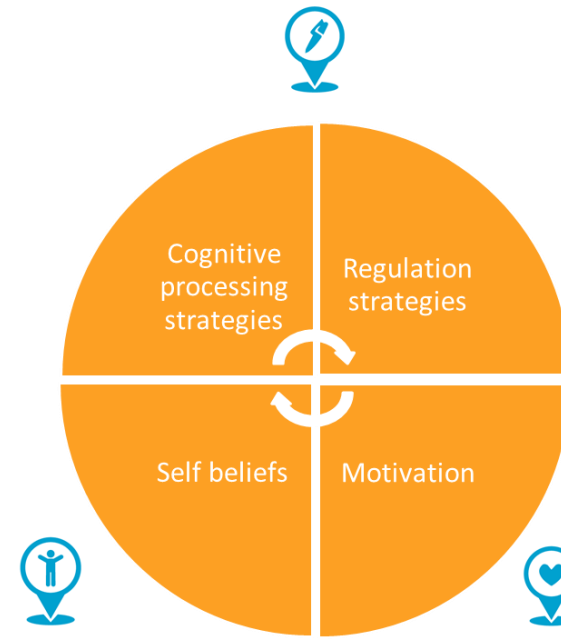 Cognitive
processing
strategies
Regulation
strategies
Self beliefs
Motivation